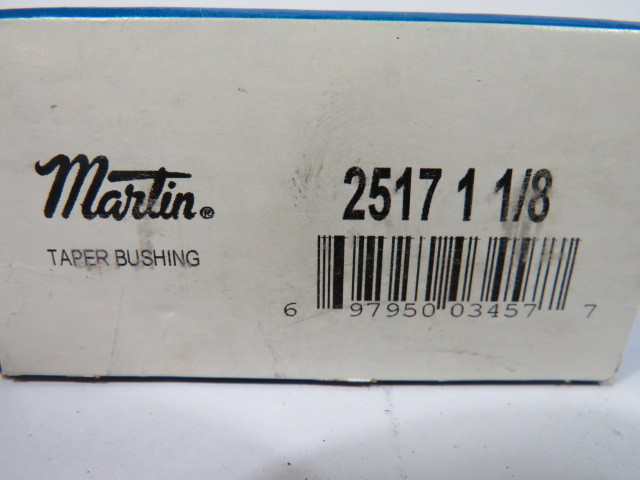 Martin®
TAPER BUSHING
2517 1 1/8
6 97950 03457 7